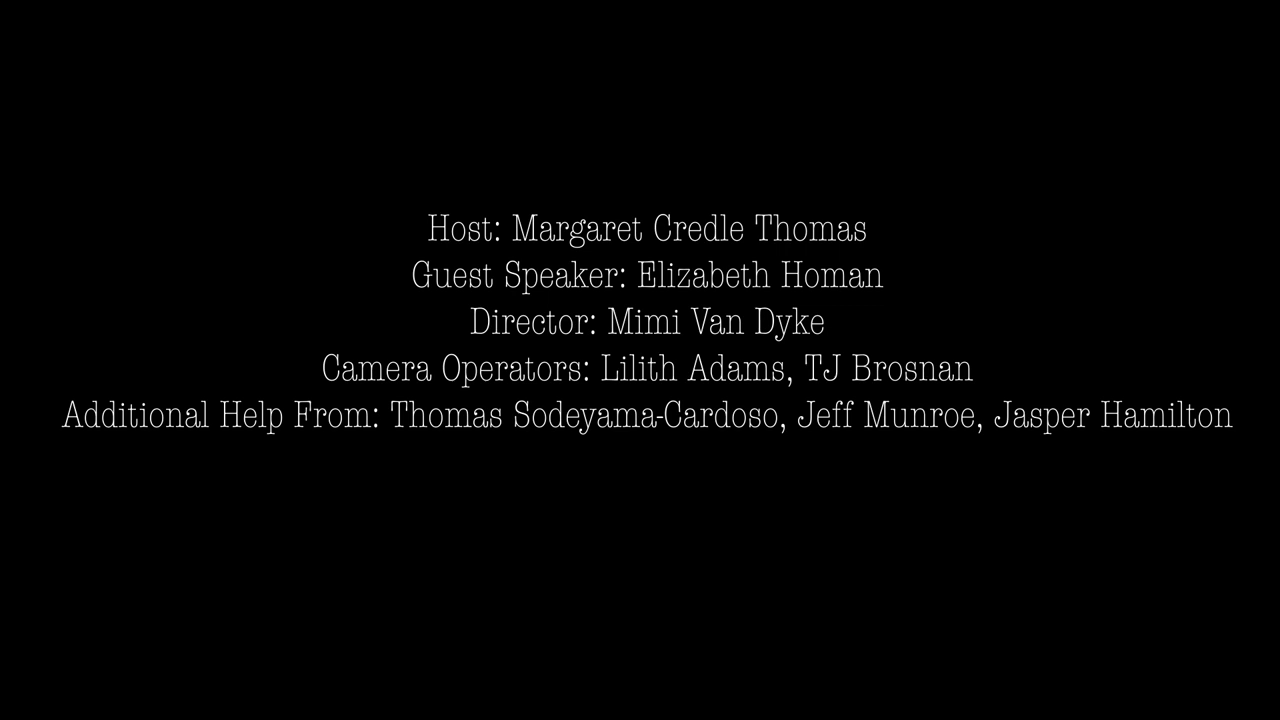 Host: Margaret Credle Thomas
Guest Speaker: Elizabeth Homan
Director: Mimi Van Dyke
Camera Operators: Lilith Adams, TJ Brosnan
Additional Help From: Thomas Sodeyama-Cardoso, Jeff Munroe, Jasper Hamilton